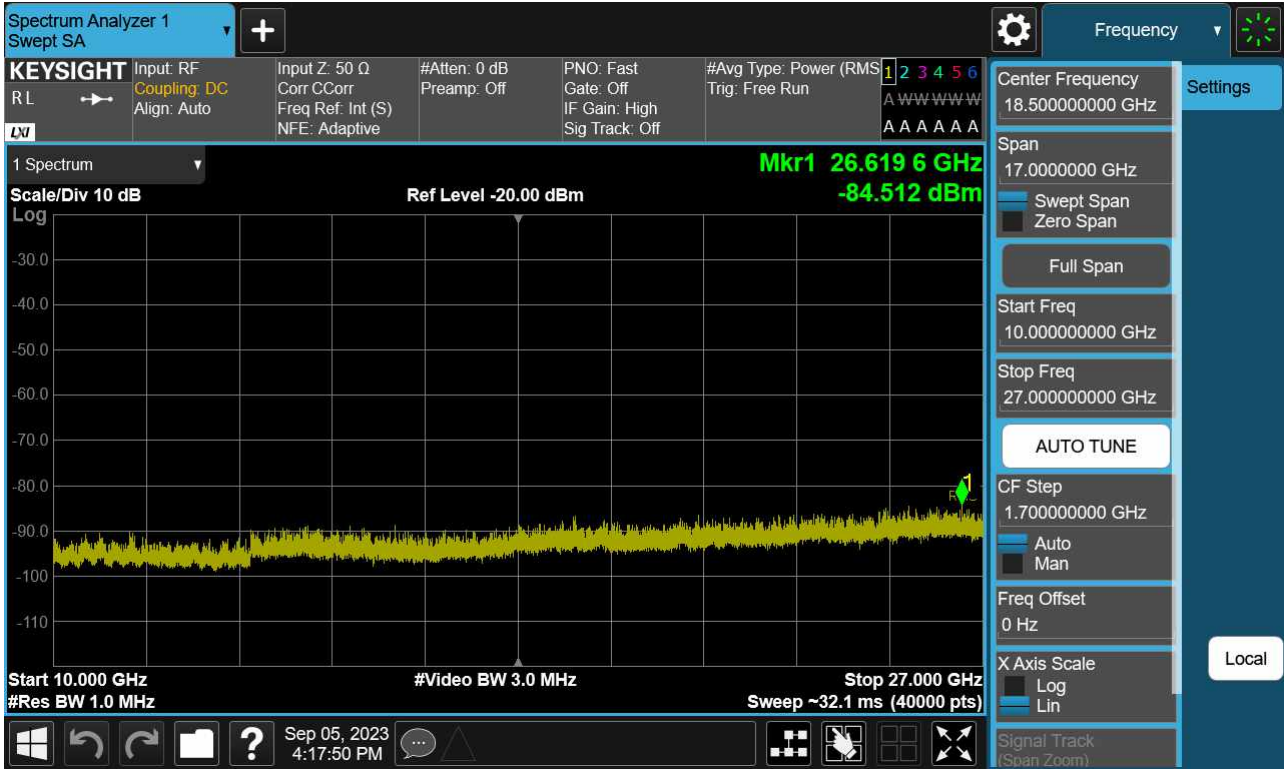 Spectrum Analyzer 1
Swept SA
+
Frequency
KEYSIGHT
RL
LXI
Input: RF
Coupling: DC
Align: Auto
Input Z: 50 Ω
Corr CCorr
Freq Ref: Int (S)
NFE: Adaptive
#Atten: 0 dB
Preamp: Off
PNO: Fast
Gate: Off
IF Gain: High
Sig Track: Off
#Avg Type: Power (RMS
Trig: Free Run
1 2 3 4 5 6
A W W W W W
A A A A A A
1 Spectrum
Scale/Div 10 dB
Log
Ref Level -20.00 dBm
Mkr1 26.619 6 GHz
-84.512 dBm
-30.0
-40.0
-50.0
-60.0
-70.0
-80.0
-90.0
-100
-110
1
Start 10.000 GHz
#Res BW 1.0 MHz
#Video BW 3.0 MHz
Stop 27.000 GHz
Sweep ~32.1 ms (40000 pts)
Center Frequency
18.500000000 GHz
Span
17.0000000 GHz
Swept Span
Zero Span
Full Span
Start Freq
10.000000000 GHz
Stop Freq
27.000000000 GHz
AUTO TUNE
CF Step
1.700000000 GHz
Auto
Man
Freq Offset
0 Hz
X Axis Scale
Log
Lin
Signal Track
(Span Zoom)
Settings
Local
?
Sep 05, 2023
4:17:50 PM